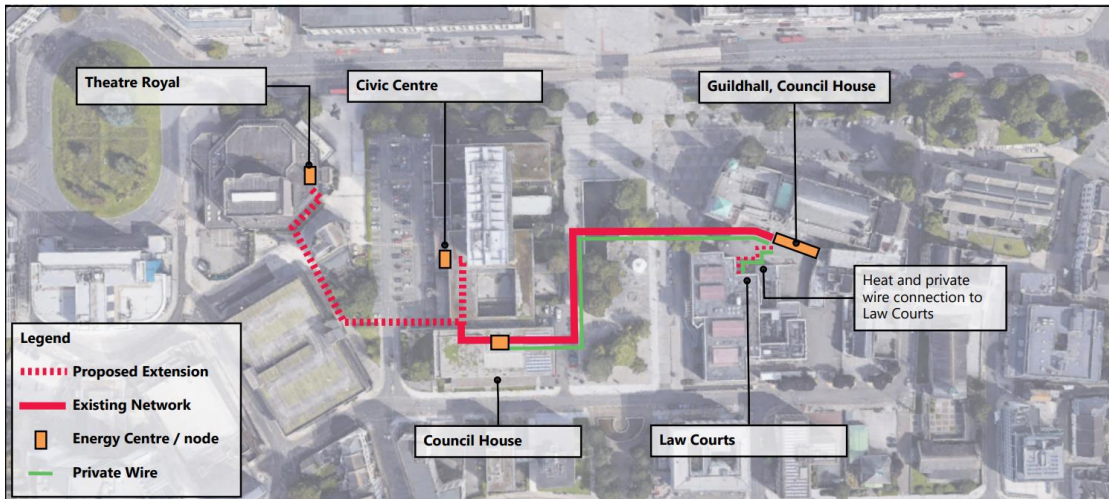 Theatre Royal
Civic Centre
Guildhall, Council House
Heat and private
wire connection to
Law Courts
Legend
Proposed Extension
Existing Network
Energy Centre / node
Private Wire
Council House
Law Courts